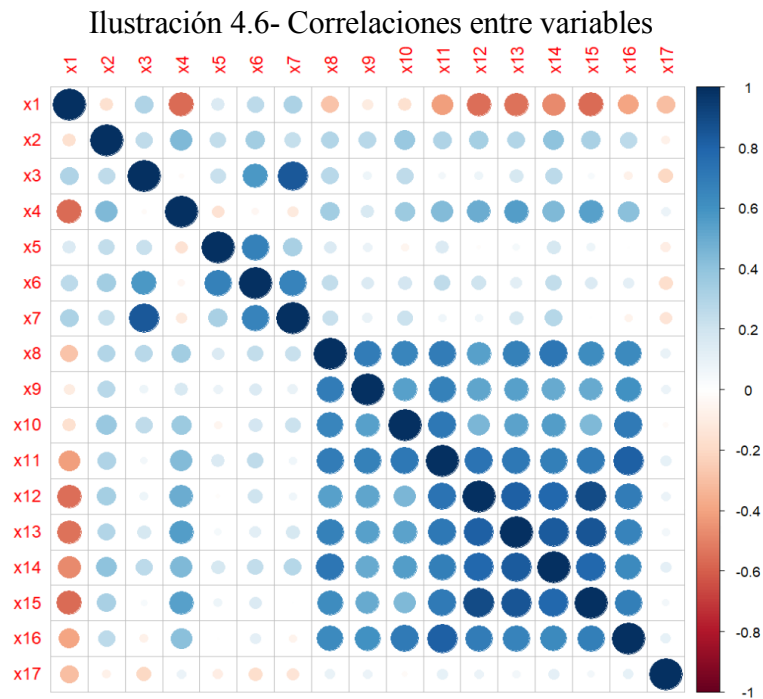 Ilustración 4.6- Correlaciones entre variables
x1 x2 x3 x4 x5 x6 x7 x8 x9 x10 x11 x12 x13 x14 x15 x16 x17
x1
x2
x3
x4
x5
x6
x7
x8
x9
x10
x11
x12
x13
x14
x15
x16
x17
1
0.8
0.6
0.4
0.2
0
-0.2
-0.4
-0.6
-0.8
-1